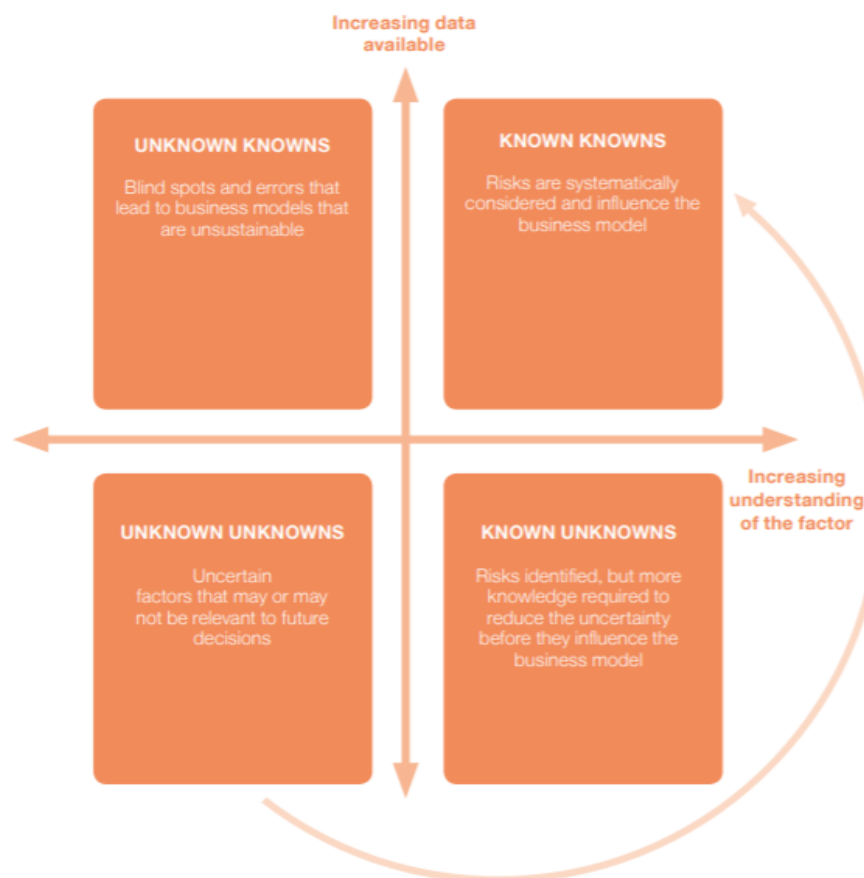 Increasing data
available
UNKNOWN KNOWNS
Blind spots and errors that
lead to business models that
are unsustainable
KNOWN KNOWNS
Risks are systematically
considered and influence the
business model
Increasing
understanding
of the factor
UNKNOWN UNKNOWNS
Uncertain
factors that may or may
not be relevant to future
decisions
KNOWN UNKNOWNS
Risks identified, but more
knowledge required to
reduce the uncertainty
before they influence the
business model